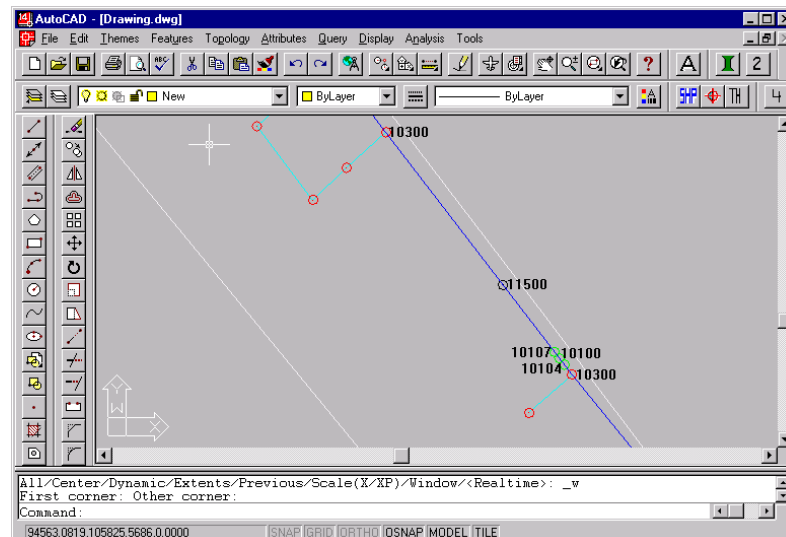 AutoCAD - [Drawing.dwg]
File Edit Themes Features Topology Attributes Query Display Analysis Tools
ABC ? A I 2
New ByLayer ByLayer SHP TH 4
10300
11500
10107 10100
10104 10300
Y
W X
All/Center/Dynamic/Extents/Previous/Scale(X/XP)/Window/<Realtime>: _w
First corner: Other corner:
Command:
94563.0819,105825.5686,0.0000 SNAP GRID ORTHO OSNAP MODEL TILE